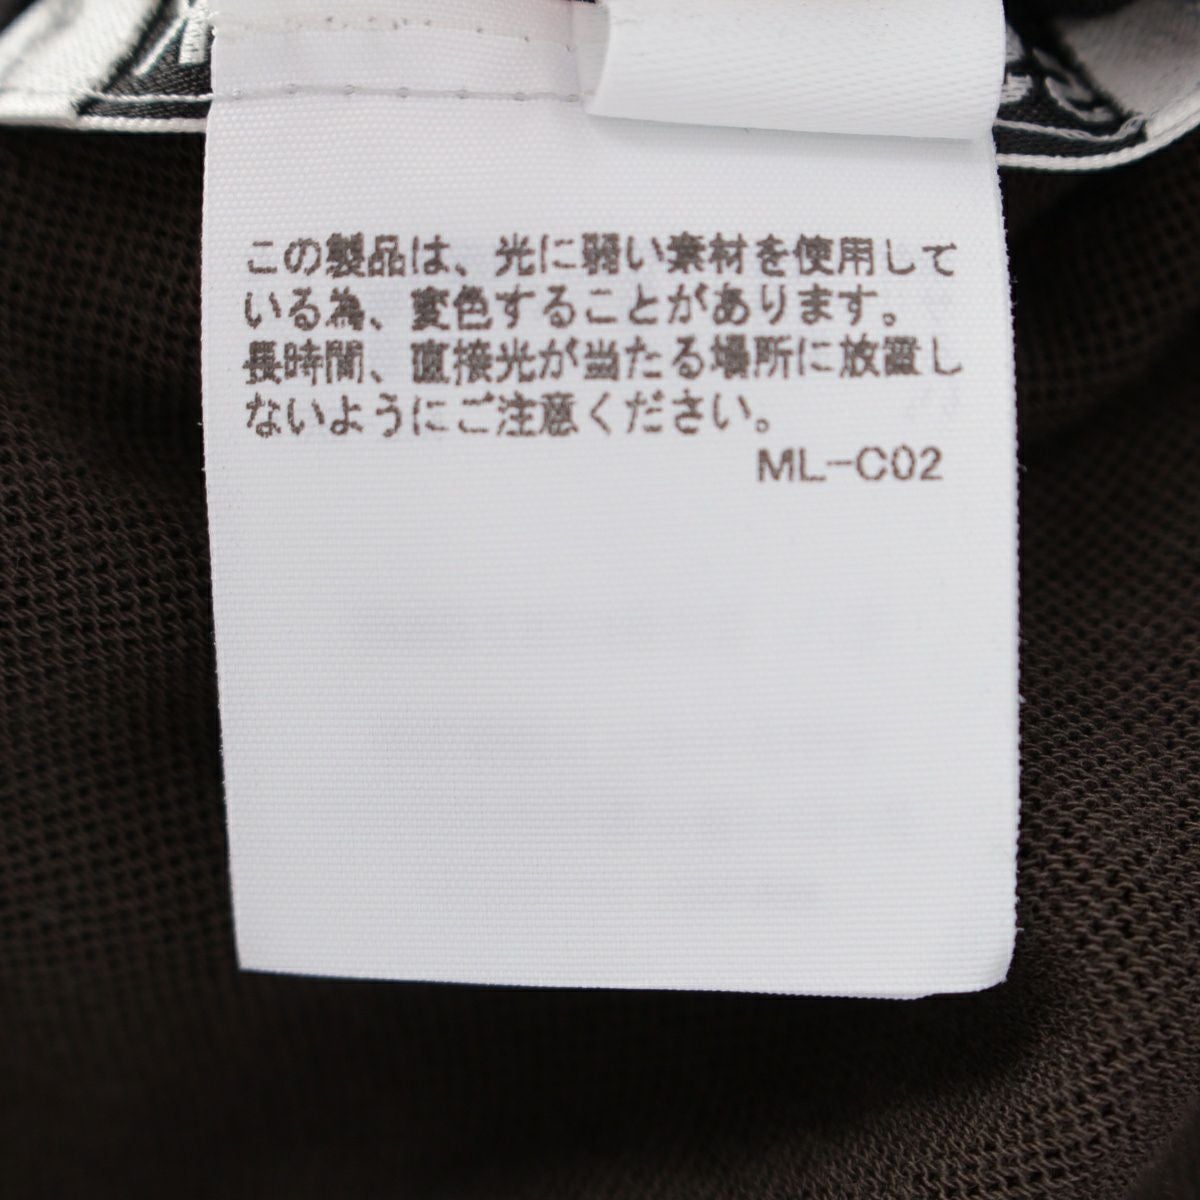 この製品は、光に弱い素材を使用して
いる為、変色することがあります。
長時間、直接光が当たる場所に放置し
ないようにご注意ください。
ML-C02